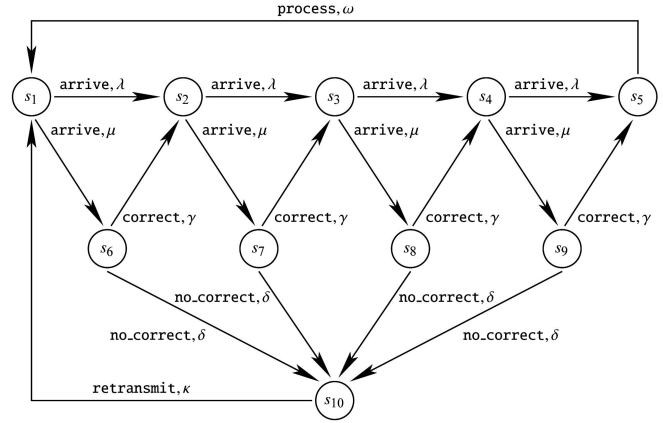 process, ω
s1 arrive, λ s2 arrive, λ s3 arrive, λ s4 arrive, λ s5
arrive, μ arrive, μ arrive, μ arrive, μ
correct, γ correct, γ correct, γ correct, γ
s6 s7 s8 s9
no_correct, δ no_correct, δ
no_correct, δ no_correct, δ
retransmit, κ
s10